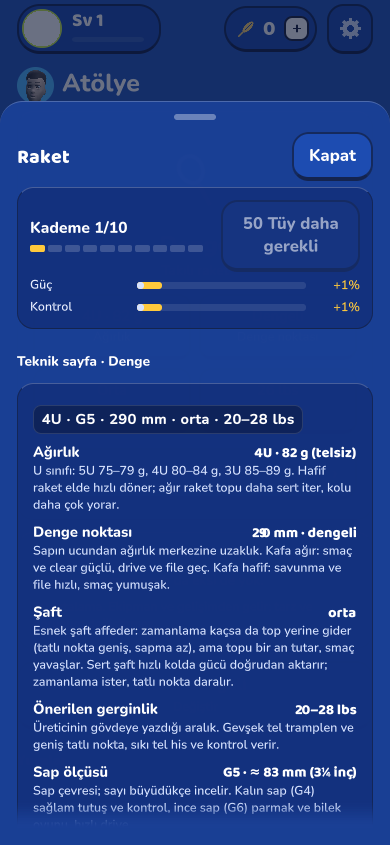 Sv 1
0
+
Atölye
Raket
Kapat
Kademe 1/10
50 Tüy daha
gerekli
Güç
+1%
Kontrol
+1%
Teknik sayfa · Denge
4U · G5 · 290 mm · orta · 20–28 lbs
Ağırlık
4U · 82 g (telsiz)
U sınıfı: 5U 75–79 g, 4U 80–84 g, 3U 85–89 g. Hafif
raket elde hızlı döner; ağır raket topu daha sert iter, kolu
daha çok yorar.
Denge noktası
290 mm · dengeli
Sapın ucundan ağırlık merkezine uzaklık. Kafa ağır: smaç
ve clear güçlü, drive ve file geç. Kafa hafif: savunma ve
file hızlı, smaç yumuşak.
Şaft
orta
Esnek şaft affeder: zamanlama kaçsa da top yerine gider
(tatlı nokta geniş, sapma az), ama topu bir an tutar, smaç
yavaşlar. Sert şaft hızlı kolda gücü doğrudan aktarır;
zamanlama ister, tatlı nokta daralır.
Önerilen gerginlik
20–28 lbs
Üreticinin gövdeye yazdığı aralık. Gevşek tel trampolen ve
geniş tatlı nokta, sıkı tel his ve kontrol verir.
Sap ölçüsü
G5 · ≈ 83 mm (3¼ inç)
Sap çevresi; sayı büyüdükçe incelir. Kalın sap (G4)
sağlam tutuş ve kontrol, ince sap (G6) parmak ve bilek